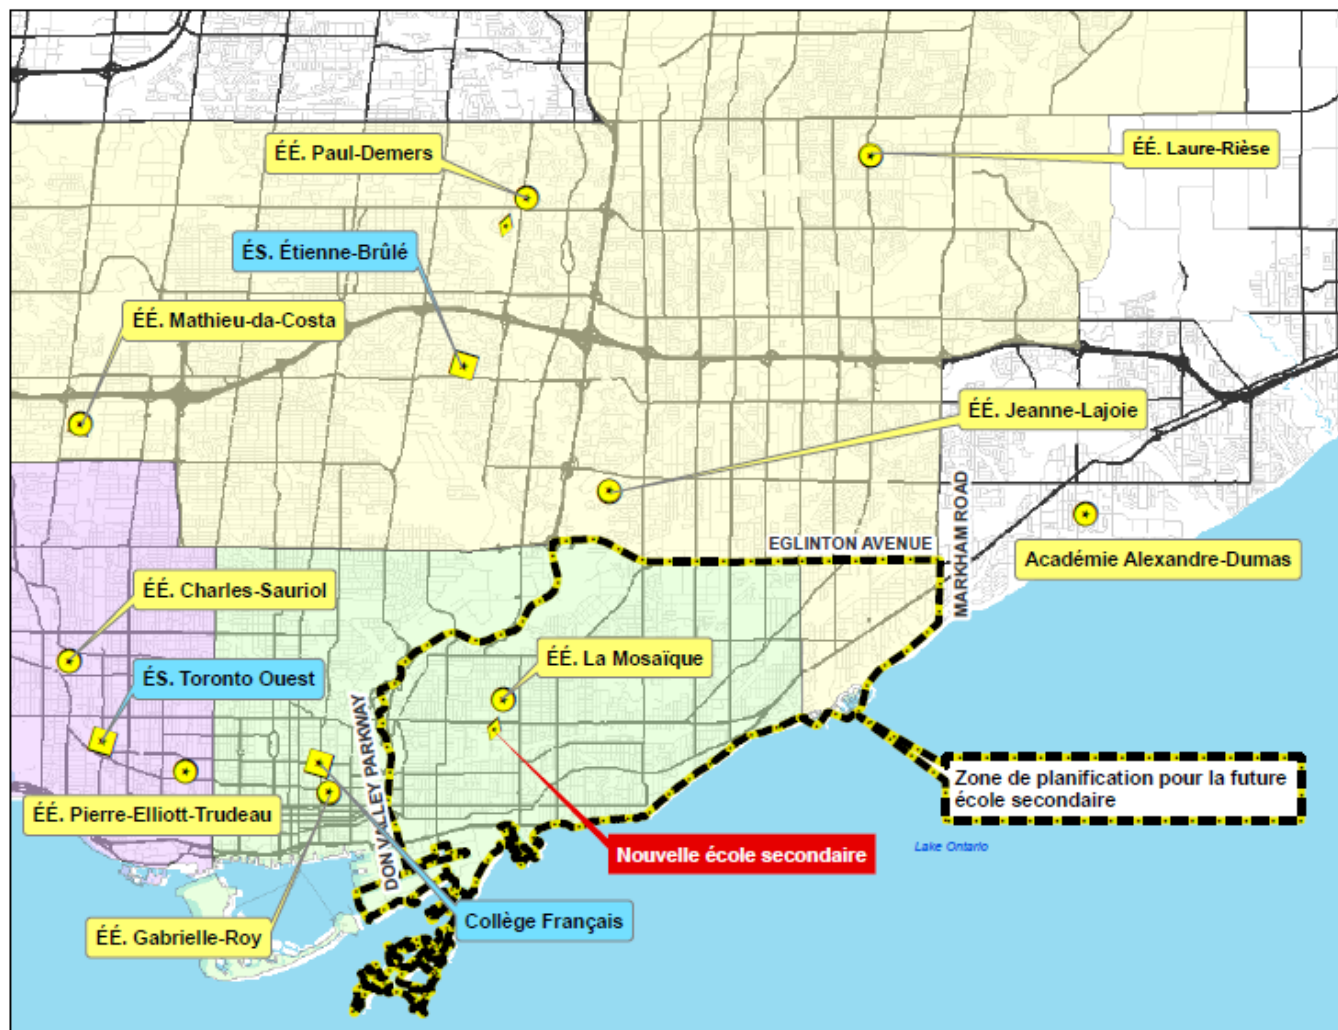 ÉÉ. Paul-Demers
ÉÉ. Laure-Rièse
ÉS. Étienne-Brûlé
ÉÉ. Mathieu-da-Costa
ÉÉ. Jeanne-Lajoie
MARKHAM ROAD
EGLINTON AVENUE
Académie Alexandre-Dumas
ÉÉ. Charles-Sauriol
ÉÉ. La Mosaïque
ÉS. Toronto Ouest
DON VALLEY PARKWAY
Zone de planification pour la future
école secondaire
ÉÉ. Pierre-Elliott-Trudeau
Nouvelle école secondaire
Lake Ontario
Collège Français
ÉÉ. Gabrielle-Roy